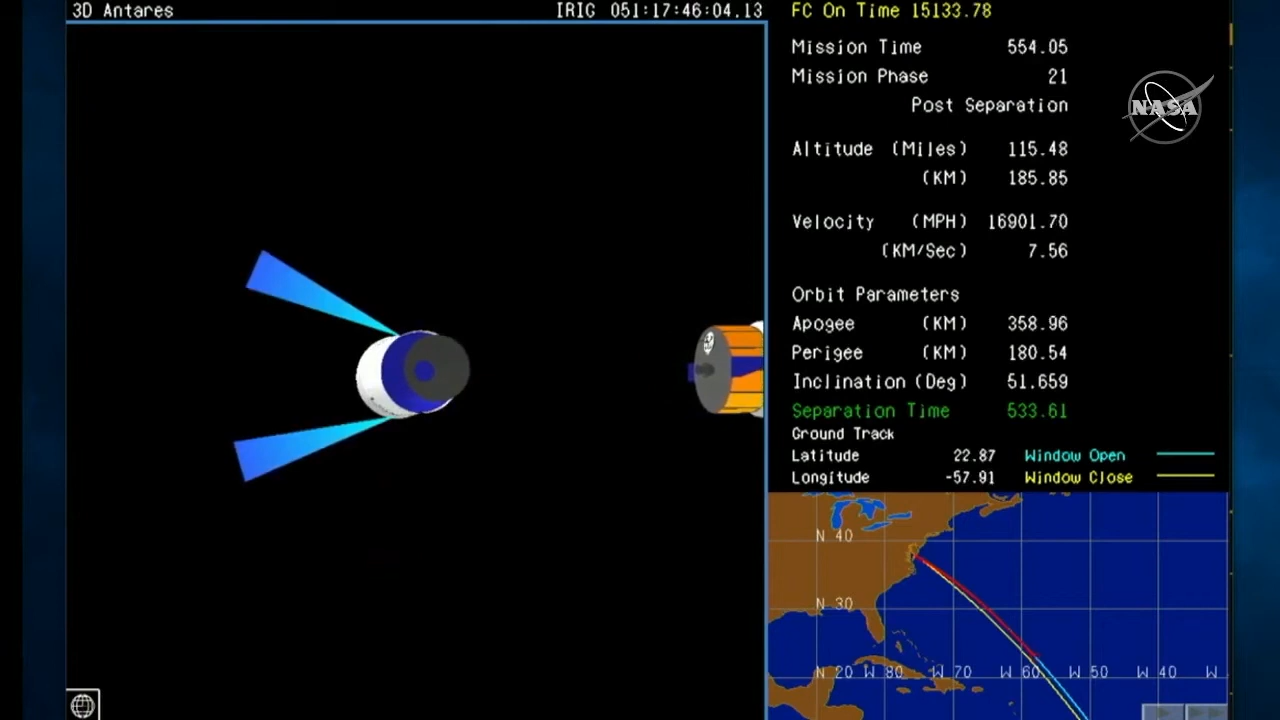 3D Antares
IRIG 051:17:46:04.13
FC On Time 15133.78
Mission Time 554.05
Mission Phase 21
Post Separation
NASA
Altitude (Miles) 115.48
(KM) 185.85
Velocity (MPH) 16901.70
(KM/Sec) 7.56
Orbit Parameters
Apogee (KM) 358.96
Perigee (KM) 180.54
Inclination (Deg) 51.659
Separation Time 533.61
Ground Track
Latitude 22.87 Window Open
Longitude -57.91 Window Close
N 40
N 30
N 20 W 80 W 70 W 60 W 50 W 40 W